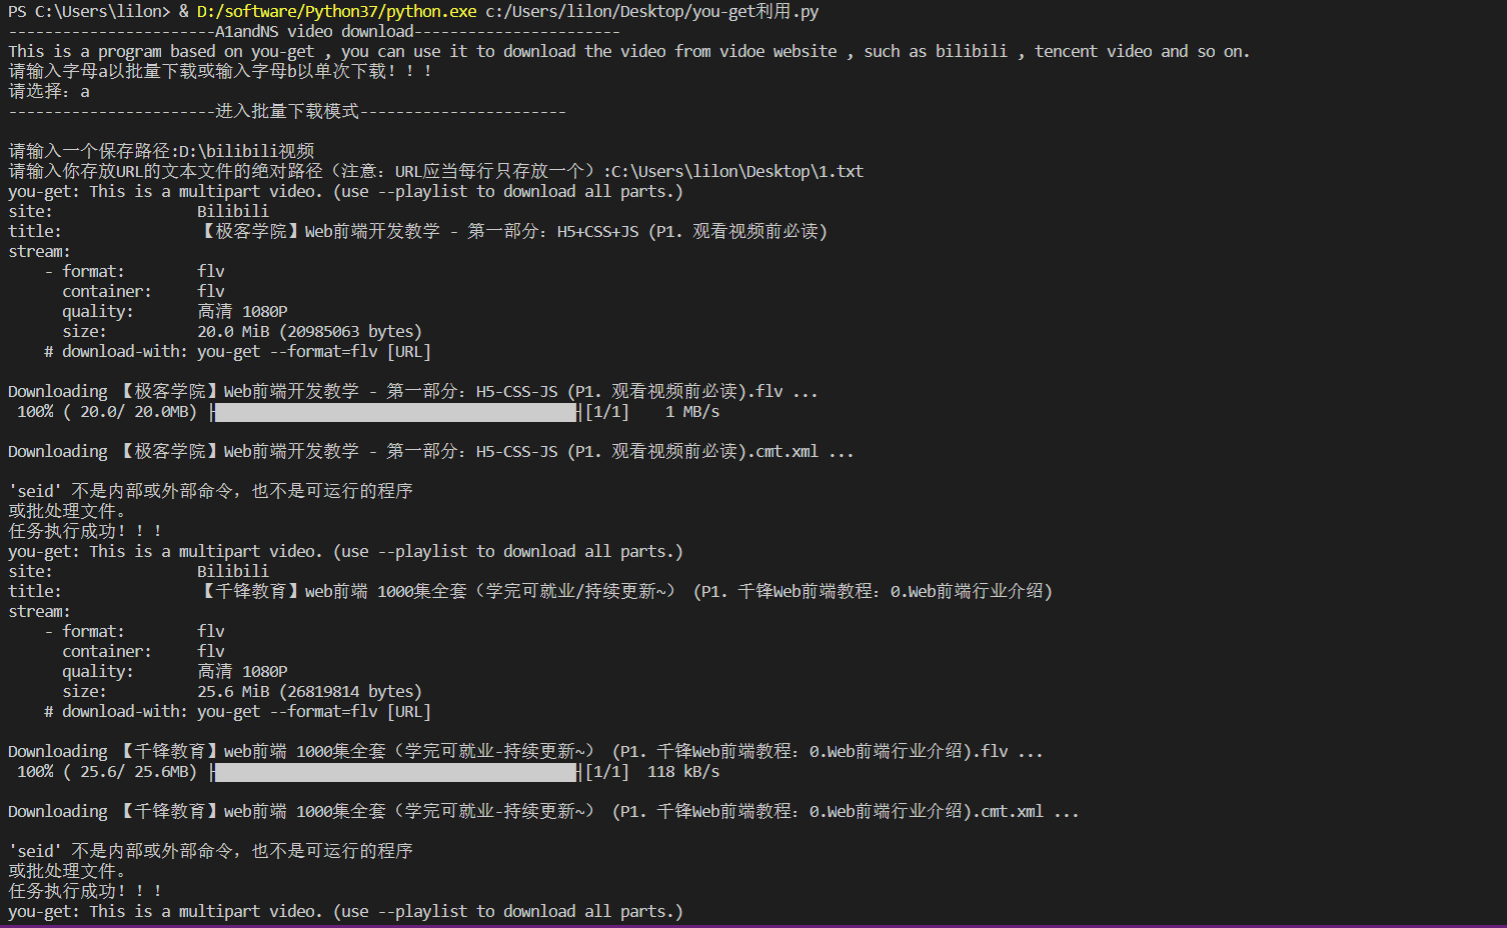 PS C:\Users\lilon> & D:/software/Python37/python.exe c:/Users/lilon/Desktop/you-get利用.py
-----------------------A1andNS video download-----------------------
This is a program based on you-get , you can use it to download the video from vidoe website , such as bilibili , tencent video and so on.
请输入字母a以批量下载或输入字母b以单次下载！！！
请选择：a
-----------------------进入批量下载模式-----------------------
请输入一个保存路径:D:\bilibili视频
请输入你存放URL的文本文件的绝对路径（注意：URL应当每行只存放一个）:C:\Users\lilon\Desktop\1.txt
you-get: This is a multipart video. (use --playlist to download all parts.)
site:                Bilibili
title:               【极客学院】Web前端开发教学 - 第一部分：H5+CSS+JS (P1. 观看视频前必读)
stream:
    - format:        flv
      container:     flv
      quality:       高清 1080P
      size:          20.0 MiB (20985063 bytes)
    # download-with: you-get --format=flv [URL]
Downloading 【极客学院】Web前端开发教学 - 第一部分：H5-CSS-JS (P1. 观看视频前必读).flv ...
 100% ( 20.0/ 20.0MB) ├████████████████████████████████████████┤[1/1]    1 MB/s
Downloading 【极客学院】Web前端开发教学 - 第一部分：H5-CSS-JS (P1. 观看视频前必读).cmt.xml ...
'seid' 不是内部或外部命令，也不是可运行的程序
或批处理文件。
任务执行成功！！！
you-get: This is a multipart video. (use --playlist to download all parts.)
site:                Bilibili
title:               【千锋教育】web前端 1000集全套（学完可就业/持续更新~） (P1. 千锋Web前端教程：0.Web前端行业介绍)
stream:
    - format:        flv
      container:     flv
      quality:       高清 1080P
      size:          25.6 MiB (26819814 bytes)
    # download-with: you-get --format=flv [URL]
Downloading 【千锋教育】web前端 1000集全套（学完可就业-持续更新~） (P1. 千锋Web前端教程：0.Web前端行业介绍).flv ...
 100% ( 25.6/ 25.6MB) ├████████████████████████████████████████┤[1/1]  118 kB/s
Downloading 【千锋教育】web前端 1000集全套（学完可就业-持续更新~） (P1. 千锋Web前端教程：0.Web前端行业介绍).cmt.xml ...
'seid' 不是内部或外部命令，也不是可运行的程序
或批处理文件。
任务执行成功！！！
you-get: This is a multipart video. (use --playlist to download all parts.)